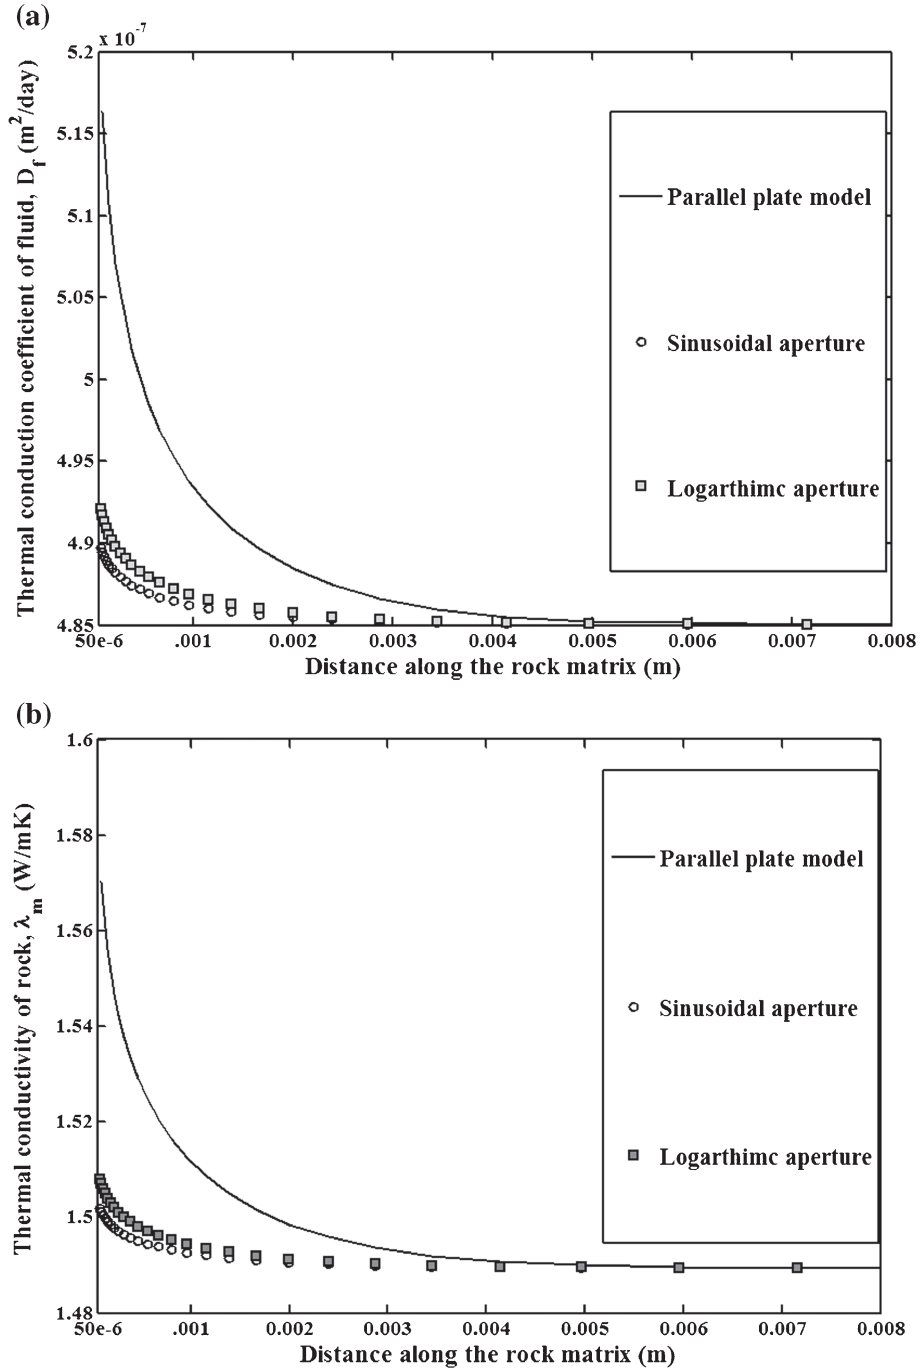 (a)
x 10-7
5.2
5.15
5.1
5.05
5
4.95
4.9
4.85
Thermal conduction coefficient of fluid, Df (m2/day)
Parallel plate model
Sinusoidal aperture
Logarthimc aperture
50e-6 .001 0.002 0.003 0.004 0.005 0.006 0.007 0.008
Distance along the rock matrix (m)
(b)
1.6
1.58
1.56
1.54
1.52
1.5
1.48
Thermal conductivity of rock, λm (W/mK)
Parallel plate model
Sinusoidal aperture
Logarthimc aperture
50e-6 .001 0.002 0.003 0.004 0.005 0.006 0.007 0.008
Distance along the rock matrix (m)